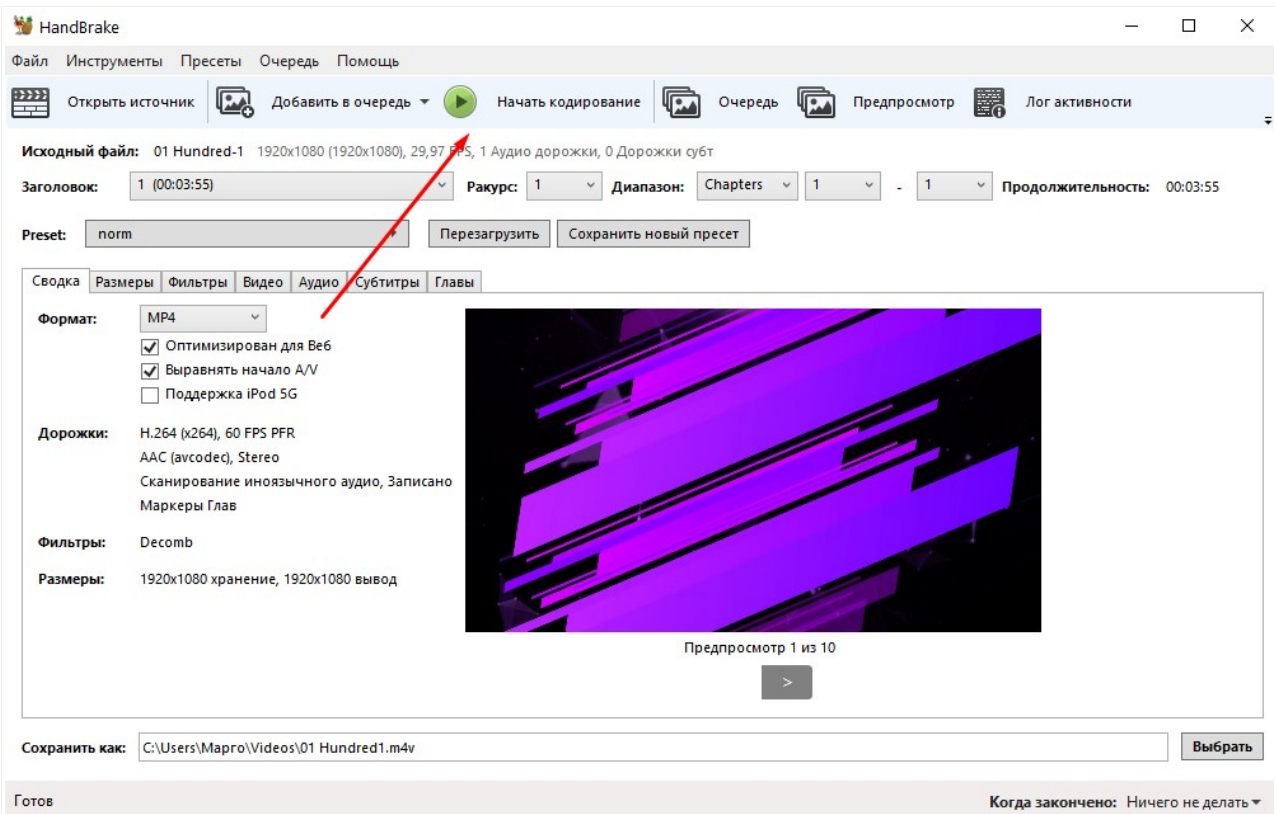 HandBrake
Файл Инструменты Пресеты Очередь Помощь
Открыть источник Добавить в очередь Начать кодирование Очередь Предпросмотр Лог активности
Исходный файл: 01 Hundred-1 1920x1080 (1920x1080), 29,97 FPS, 1 Аудио дорожки, 0 Дорожки субт
Заголовок: 1 (00:03:55) Ракурс: 1 Диапазон: Chapters 1 - 1 Продолжительность: 00:03:55
Preset: norm Перезагрузить Сохранить новый пресет
Сводка Размеры Фильтры Видео Аудио Субтитры Главы
Формат: MP4
Оптимизирован для Ве6
Выравнять начало A/V
Поддержка iPod 5G
Дорожки: H.264 (x264), 60 FPS PFR
AAC (avcodec), Stereo
Сканирование иноязычного аудио, Записано
Маркеры Глав
Фильтры: Decomb
Размеры: 1920x1080 хранение, 1920x1080 вывод
Предпросмотр 1 из 10
>
Сохранить как: C:\Users\Марго\Videos\01 Hundred1.m4v Выбрать
Готов Когда закончено: Ничего не делать